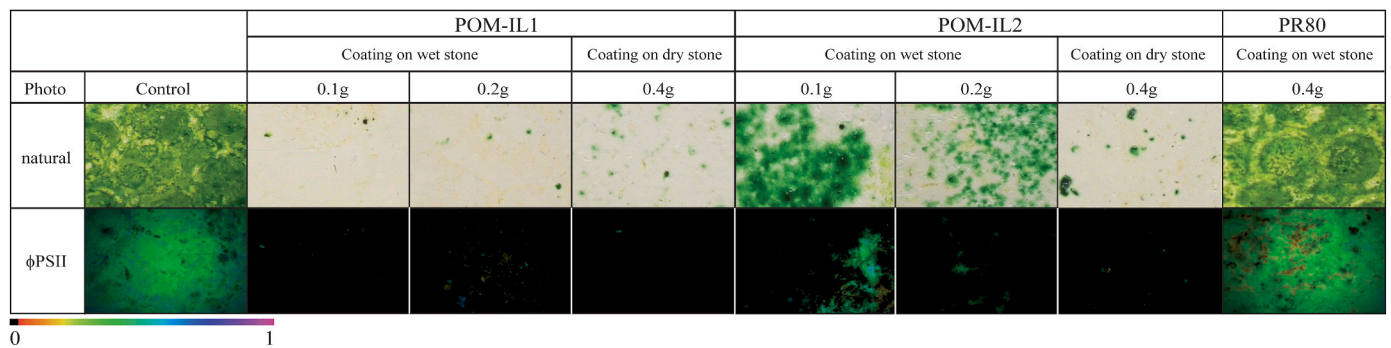 POM-IL1 POM-IL2 PR80
Coating on wet stone Coating on dry stone Coating on wet stone Coating on dry stone Coating on wet stone
Photo Control 0.1g 0.2g 0.4g 0.1g 0.2g 0.4g 0.4g
natural
ϕPSII
0 1